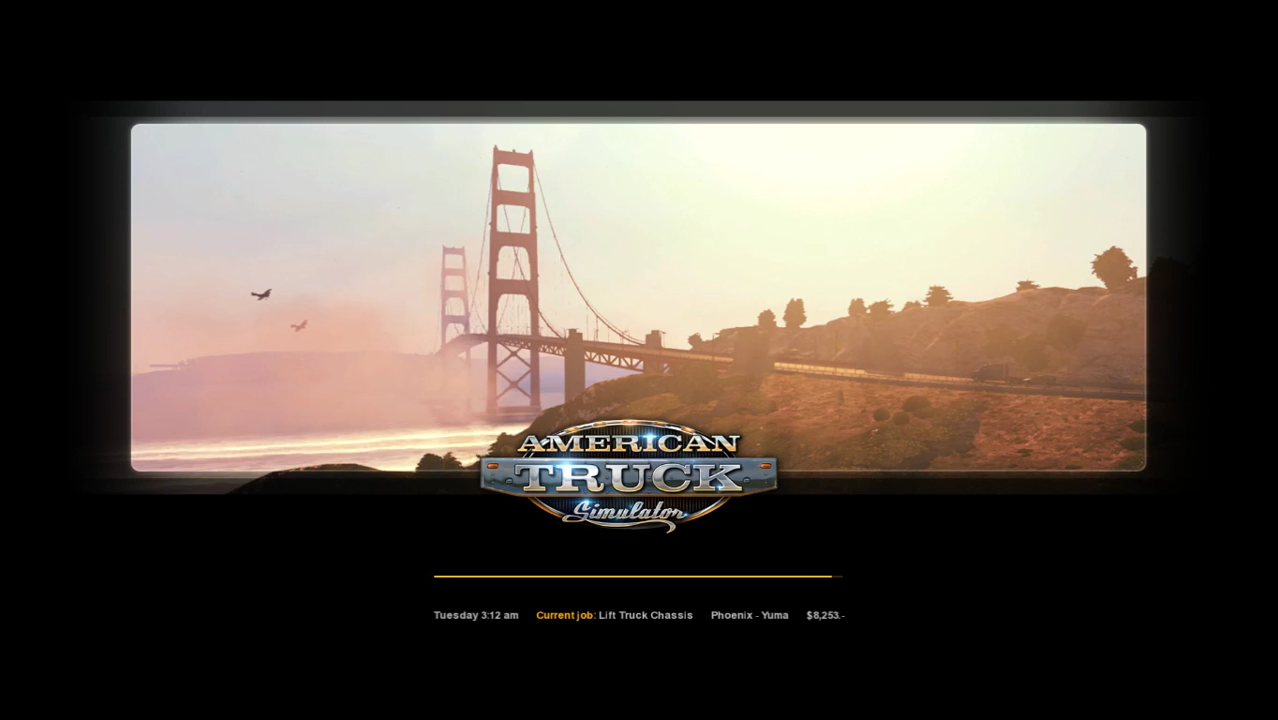 AMERICAN
TRUCK
Simulator
Tuesday 3:12 am Current job: Lift Truck Chassis Phoenix - Yuma $8,253.-